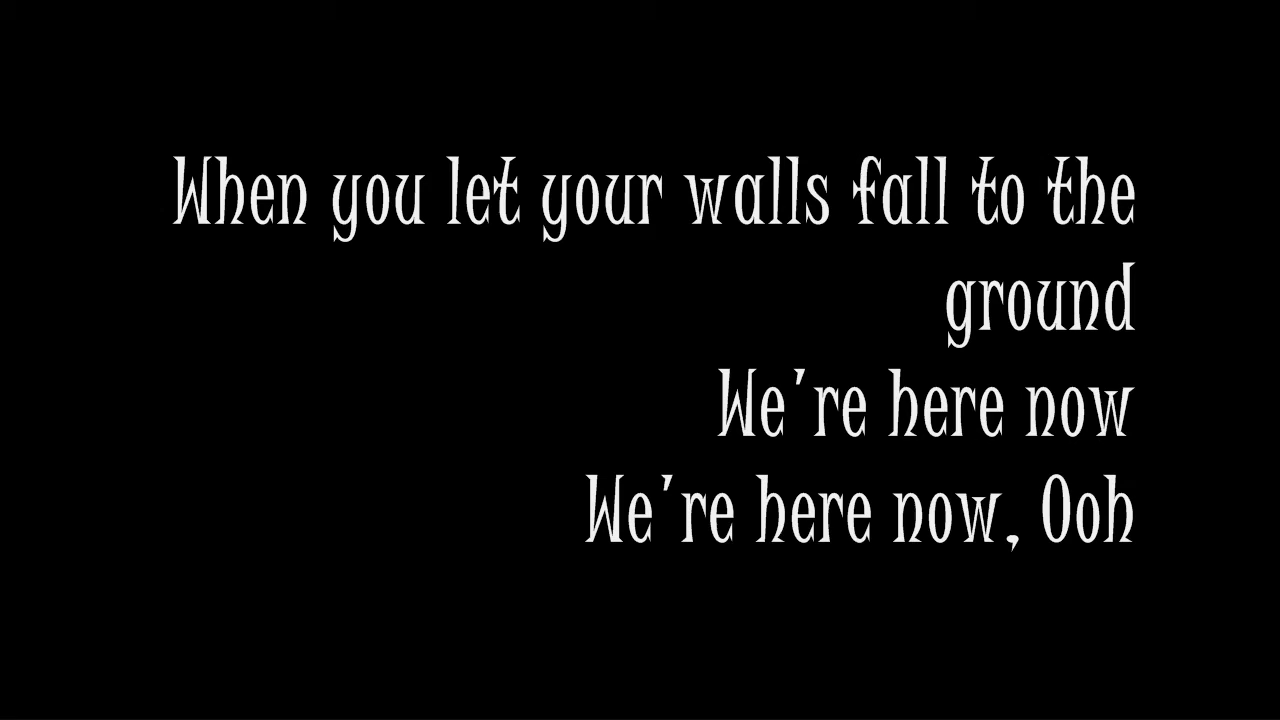 When you let your walls fall to the
ground
We're here now
We're here now, Ooh